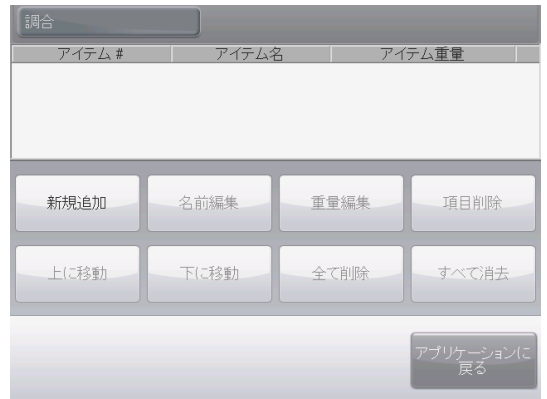 調合
アイテム # アイテム名 アイテム重量
新規追加 名前編集 重量編集 項目削除
上に移動 下に移動 全て削除 すべて消去
アプリケーションに
戻る